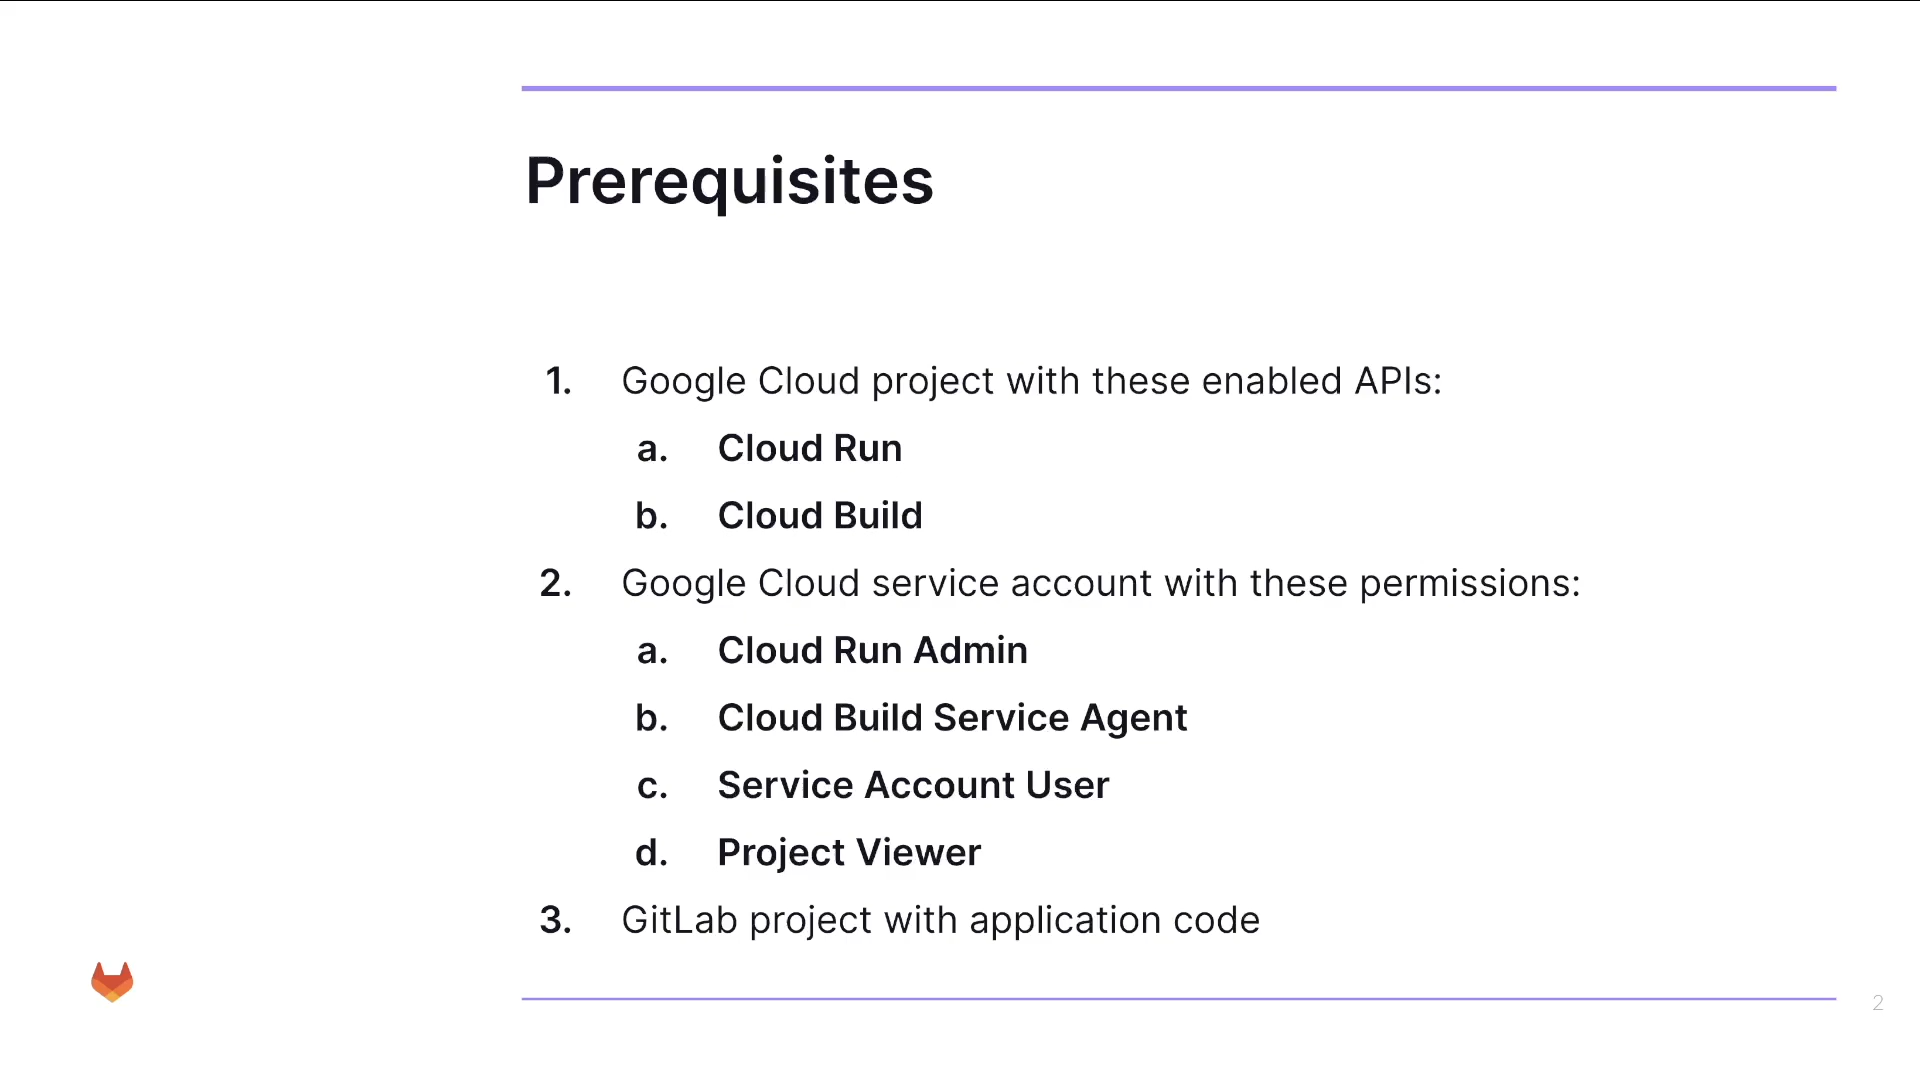 Prerequisites
1. Google Cloud project with these enabled APIs:
a. Cloud Run
b. Cloud Build
2. Google Cloud service account with these permissions:
a. Cloud Run Admin
b. Cloud Build Service Agent
c. Service Account User
d. Project Viewer
3. GitLab project with application code
2